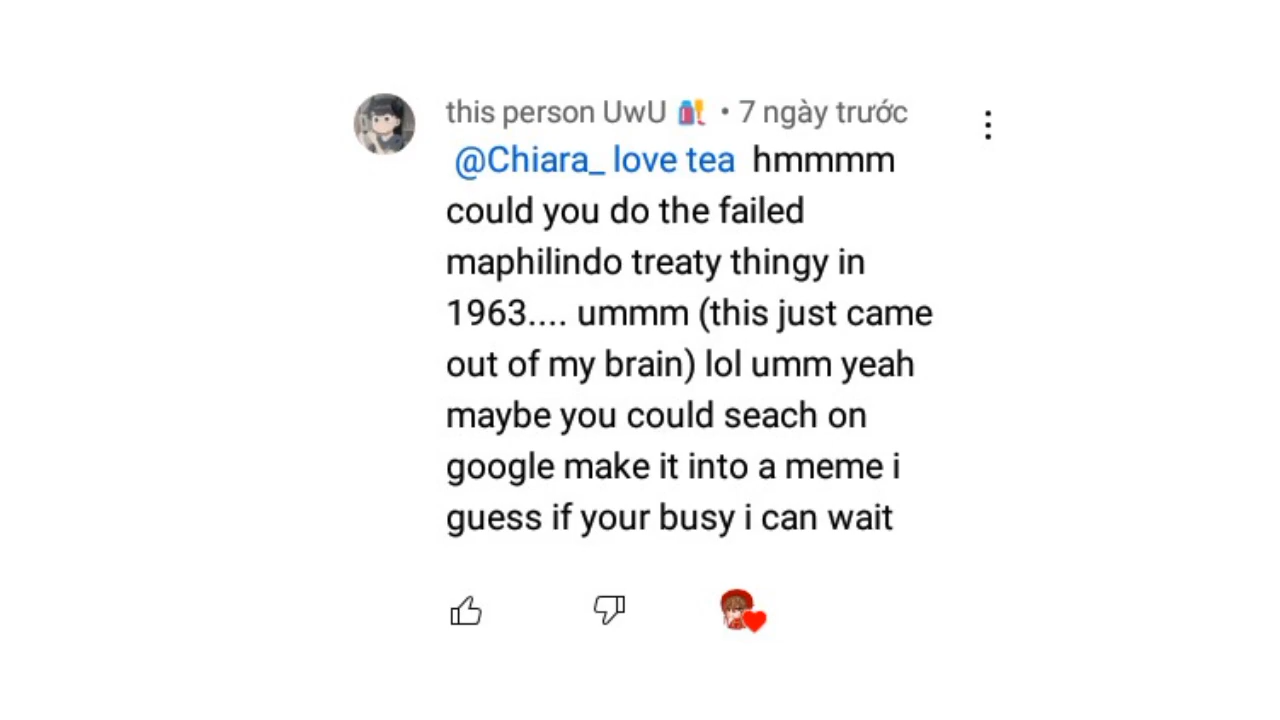 this person UwU • 7 ngày trước
@Chiara_ love tea hmmmm
could you do the failed
maphilindo treaty thingy in
1963.... ummm (this just came
out of my brain) lol umm yeah
maybe you could seach on
google make it into a meme i
guess if your busy i can wait